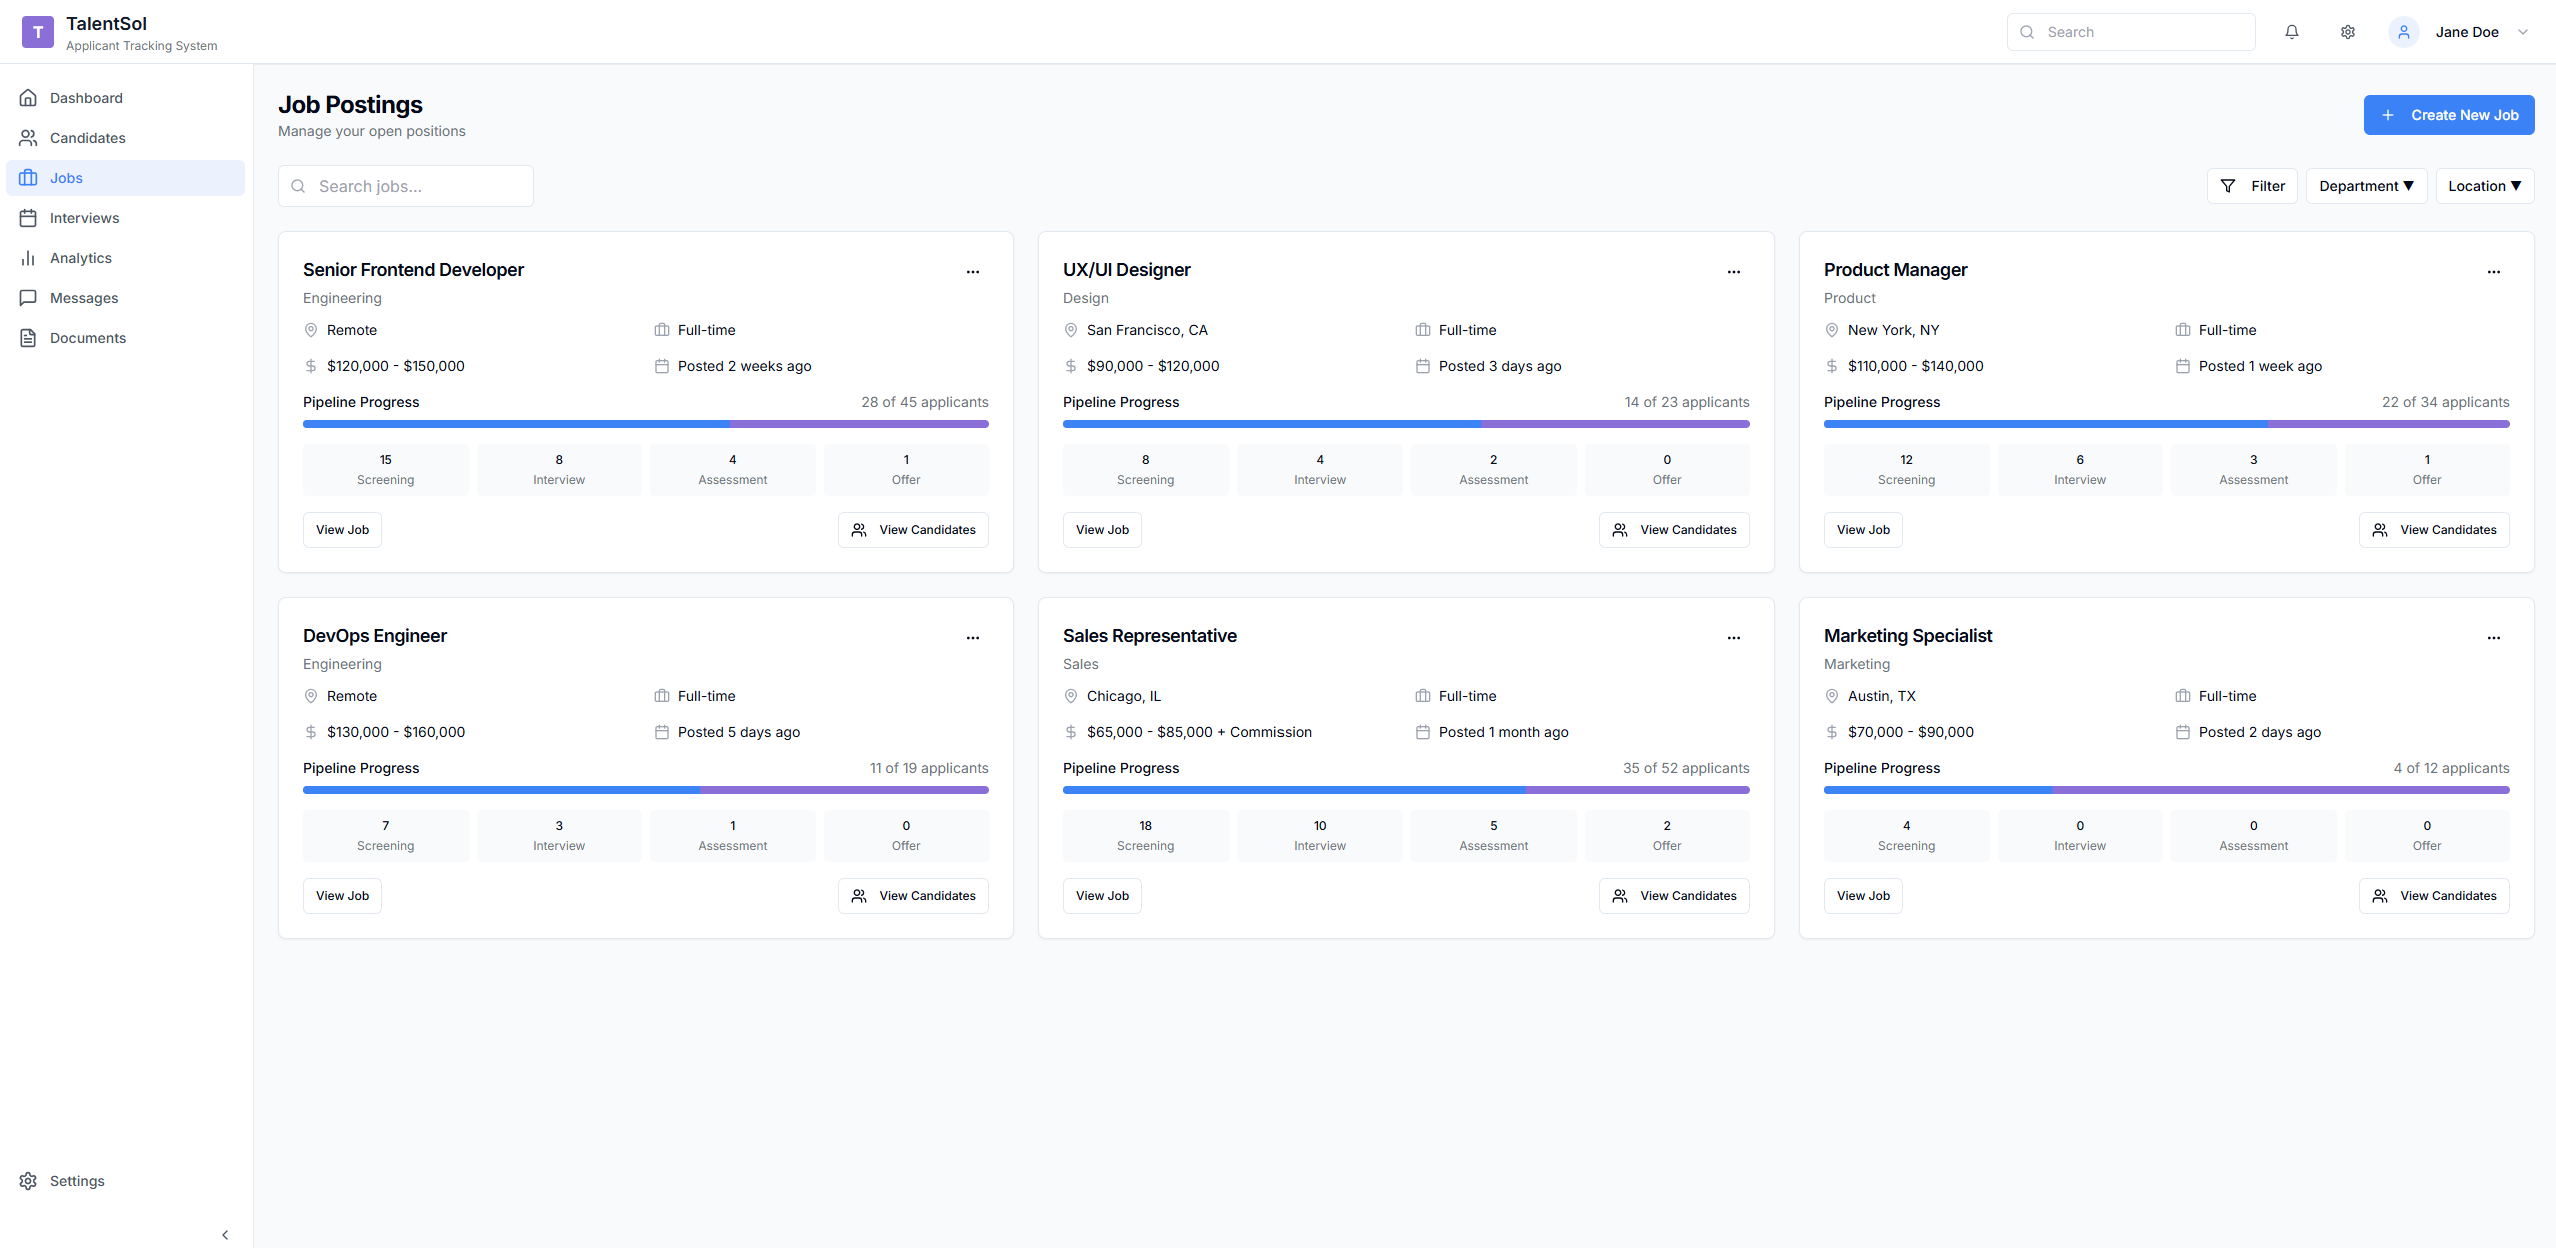 T
TalentSol
Applicant Tracking System
Search
Jane Doe
Dashboard
Candidates
Jobs
Interviews
Analytics
Messages
Documents
Settings
Job Postings
Manage your open positions
Create New Job
Search jobs...
Filter
Department ▼
Location ▼
Senior Frontend Developer
Engineering
Remote
Full-time
$120,000 - $150,000
Posted 2 weeks ago
Pipeline Progress
28 of 45 applicants
15
Screening
8
Interview
4
Assessment
1
Offer
View Job
View Candidates
UX/UI Designer
Design
San Francisco, CA
Full-time
$90,000 - $120,000
Posted 3 days ago
Pipeline Progress
14 of 23 applicants
8
Screening
4
Interview
2
Assessment
0
Offer
View Job
View Candidates
Product Manager
Product
New York, NY
Full-time
$110,000 - $140,000
Posted 1 week ago
Pipeline Progress
22 of 34 applicants
12
Screening
6
Interview
3
Assessment
1
Offer
View Job
View Candidates
DevOps Engineer
Engineering
Remote
Full-time
$130,000 - $160,000
Posted 5 days ago
Pipeline Progress
11 of 19 applicants
7
Screening
3
Interview
1
Assessment
0
Offer
View Job
View Candidates
Sales Representative
Sales
Chicago, IL
Full-time
$65,000 - $85,000 + Commission
Posted 1 month ago
Pipeline Progress
35 of 52 applicants
18
Screening
10
Interview
5
Assessment
2
Offer
View Job
View Candidates
Marketing Specialist
Marketing
Austin, TX
Full-time
$70,000 - $90,000
Posted 2 days ago
Pipeline Progress
4 of 12 applicants
4
Screening
0
Interview
0
Assessment
0
Offer
View Job
View Candidates